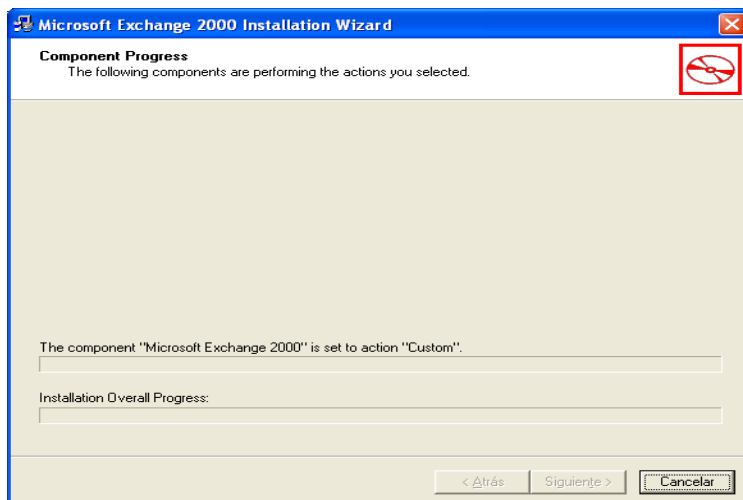 Microsoft Exchange 2000 Installation Wizard
Component Progress
The following components are performing the actions you selected.
The component "Microsoft Exchange 2000" is set to action "Custom".
Installation Overall Progress:
< Atrás
Siguiente >
Cancelar